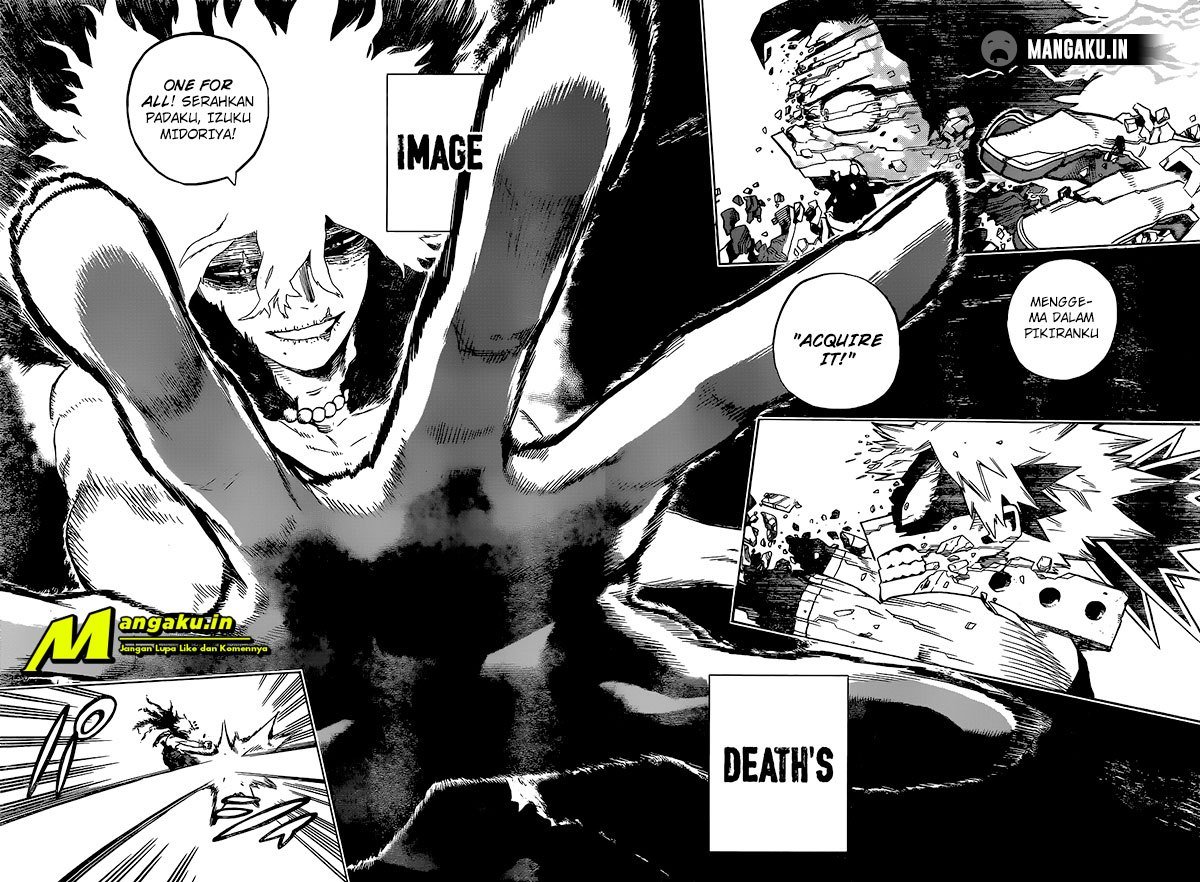 MANGAKU.IN
MENGGE-
MA DALAM
PIKIRANKU
"ACQUIRE
IT!"
DEATH'S
IMAGE
ONE FOR
ALL! SERAHKAN
PADAKU, IZUKU
MIDORIYA!
Mangaku.in
Jangan Lupa Like dan Komennya